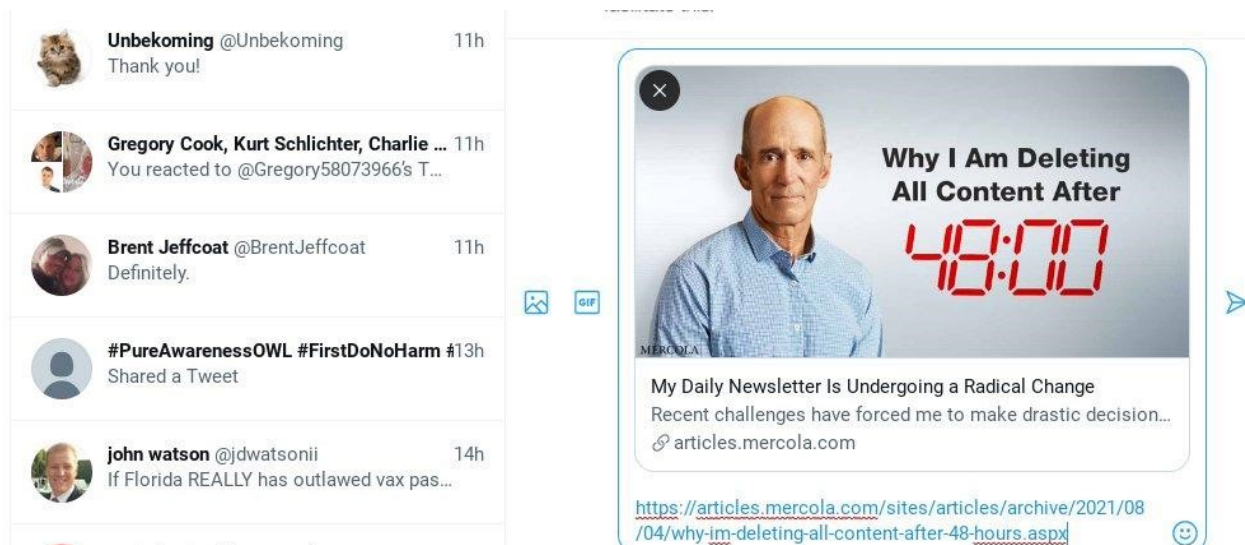 Unbekoming @Unbekoming 11h
Thank you!
Gregory Cook, Kurt Schlichter, Charlie ... 11h
You reacted to @Gregory58073966's T...
Brent Jeffcoat @BrentJeffcoat 11h
Definitely.
#PureAwarenessOWL #FirstDoNoHarm #13h
Shared a Tweet
john watson @jdwatsonii 14h
If Florida REALLY has outlawed vax pas...
GIF
Why I Am Deleting
All Content After
48:00
MERCOLA
My Daily Newsletter Is Undergoing a Radical Change
Recent challenges have forced me to make drastic decision...
articles.mercola.com
https://articles.mercola.com/sites/articles/archive/2021/08
/04/why-im-deleting-all-content-after-48-hours.aspx